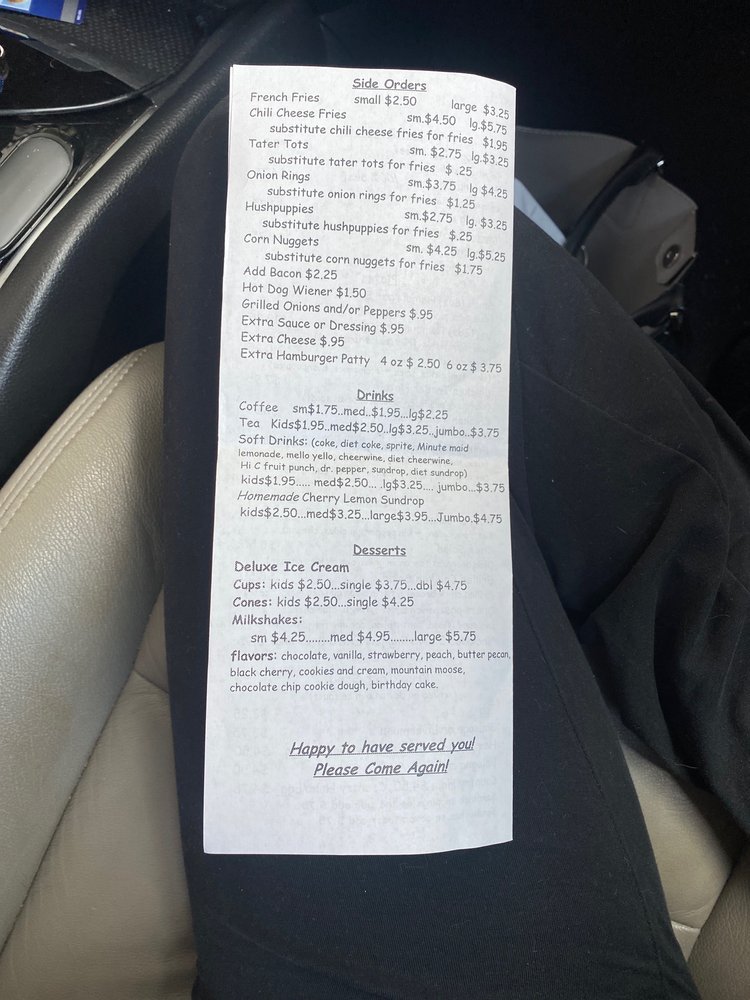 Side Orders
French Fries small $2.50 large $3.25
Chili Cheese Fries sm.$4.50 lg.$5.75
substitute chili cheese fries for fries $1.95
Tater Tots sm. $2.75 lg.$3.25
substitute tater tots for fries $ .25
Onion Rings sm.$3.75 lg $4.25
substitute onion rings for fries $1.25
Hushpuppies sm.$2.75 lg. $3.25
substitute hushpuppies for fries $.25
Corn Nuggets sm. $4.25 lg.$5.25
substitute corn nuggets for fries $1.75
Add Bacon $2.25
Hot Dog Wiener $1.50
Grilled Onions and/or Peppers $.95
Extra Sauce or Dressing $.95
Extra Cheese $.95
Extra Hamburger Patty 4 oz $ 2.50 6 oz $ 3.75
Drinks
Coffee sm$1.75..med..$1.95...lg$2.25
Tea Kids$1.95..med$2.50..lg$3.25..jumbo..$3.75
Soft Drinks: (coke, diet coke, sprite, Minute maid
lemonade, mello yello, cheerwine, diet cheerwine,
Hi C fruit punch, dr. pepper, sundrop, diet sundrop)
kids$1.95..... med$2.50... .lg$3.25.... jumbo...$3.75
Homemade Cherry Lemon Sundrop
kids$2.50...med$3.25...large$3.95...Jumbo.$4.75
Desserts
Deluxe Ice Cream
Cups: kids $2.50...single $3.75...dbl $4.75
Cones: kids $2.50...single $4.25
Milkshakes:
sm $4.25........med $4.95........large $5.75
flavors: chocolate, vanilla, strawberry, peach, butter pecan,
black cherry, cookies and cream, mountain moose,
chocolate chip cookie dough, birthday cake.
Happy to have served you!
Please Come Again!